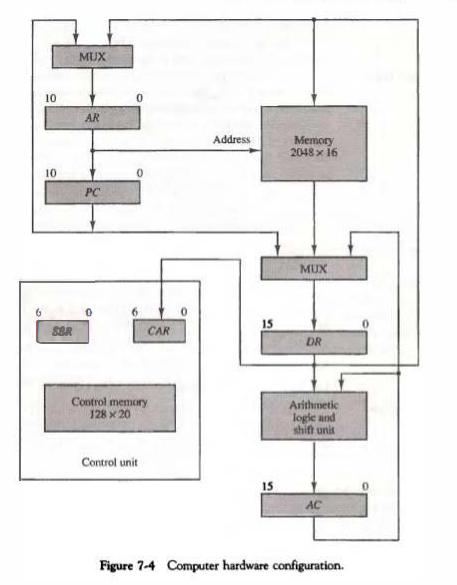 MUX
10 0
AR
Address
Memory
2048 × 16
10 0
PC
MUX
6 0 6 0
SBR CAR
15 0
DR
Control memory
128 × 20
Arithmetic
logic and
shift unit
Control unit
15 0
AC
Figure 7-4 Computer hardware configuration.